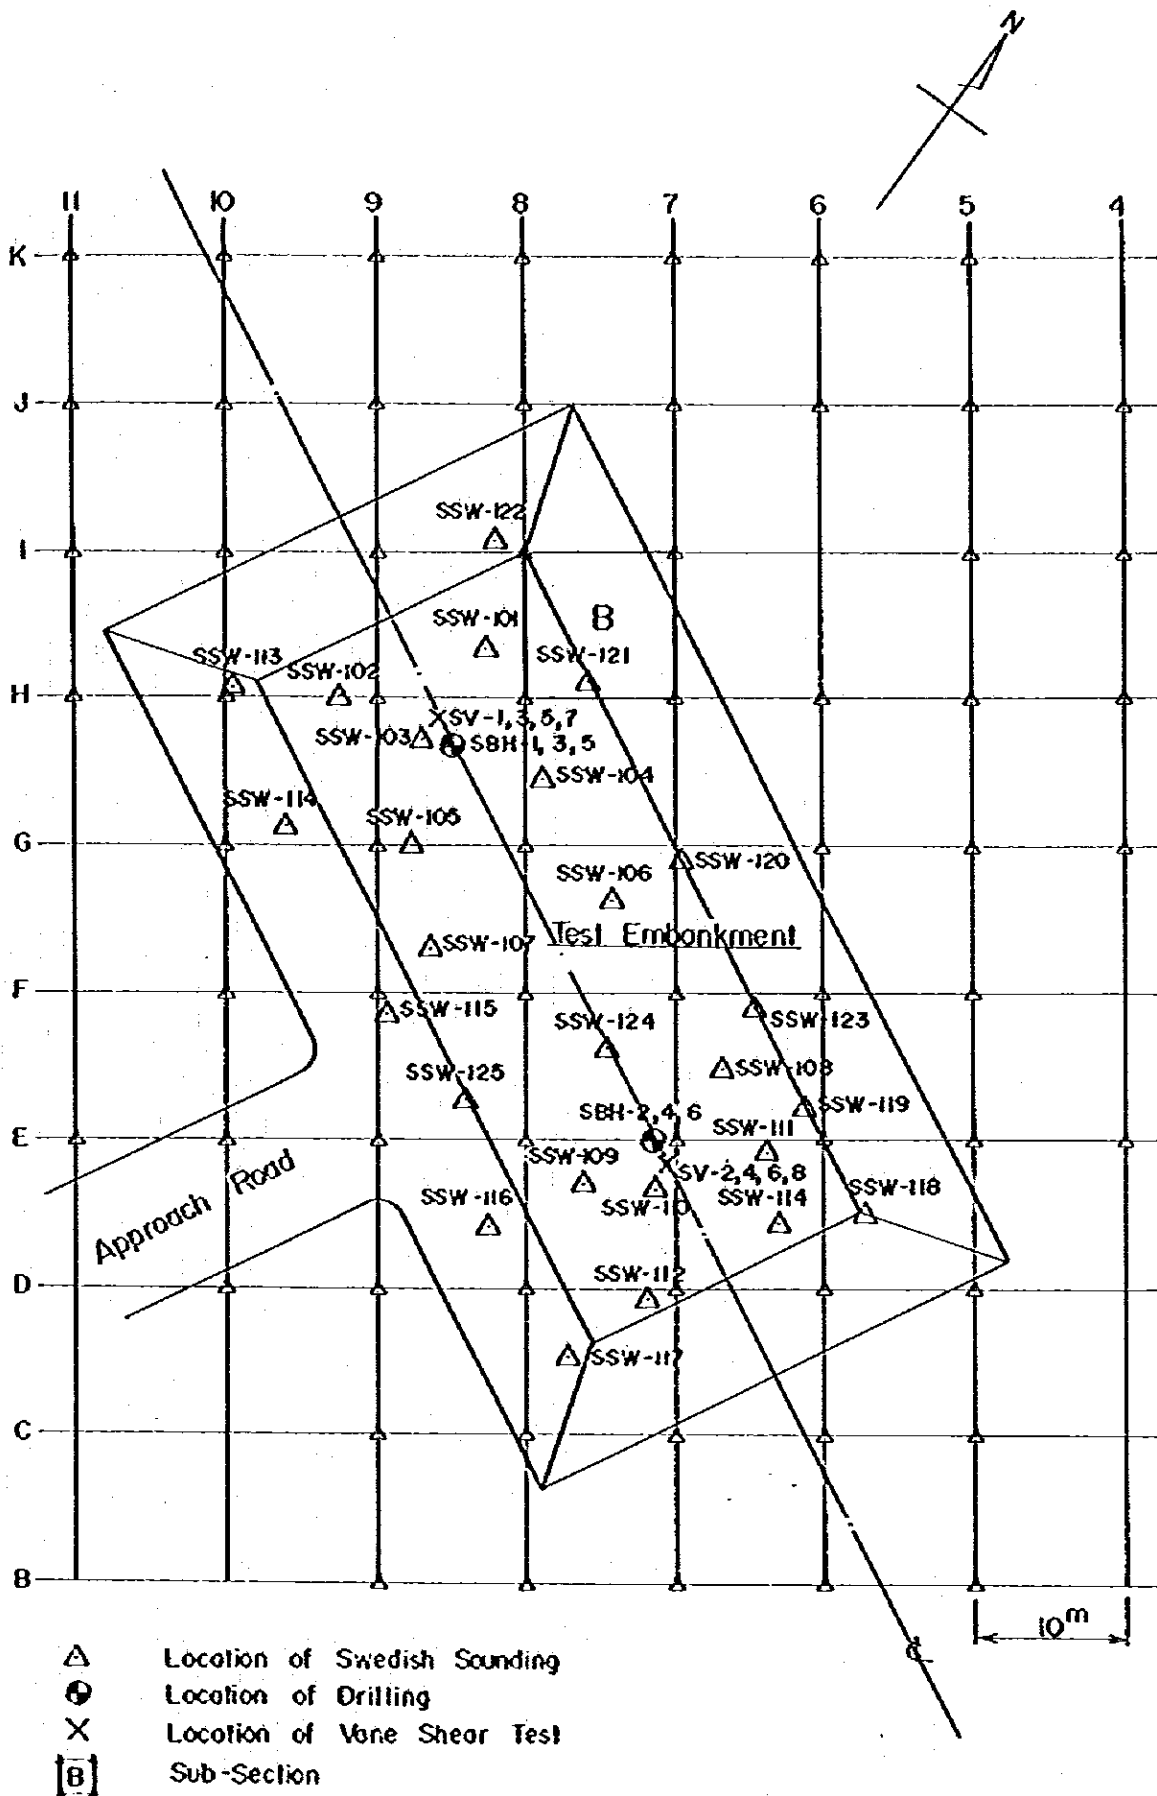 N
11 10 9 8 7 6 5 4
K
J
SSW-122
I
B
SSW-101
SSW-121
SSW-113
SSW-102
H
SV-1,3,5,7
SSW-103
SBH-1,3,5
SSW-104
SSW-114
SSW-105
G
SSW-120
SSW-106
Test Embankment
SSW-107
F
SSW-115
SSW-123
SSW-124
SSW-108
SSW-125
SSW-119
SBH-2,4,6
E
SSW-111
SSW-109
SV-2,4,6,8
SSW-118
SSW-110
SSW-114
SSW-116
Approach Road
D
SSW-112
SSW-117
C
B
10m
℄
Location of Swedish Sounding
Location of Drilling
Location of Vane Shear Test
[B] Sub-Section